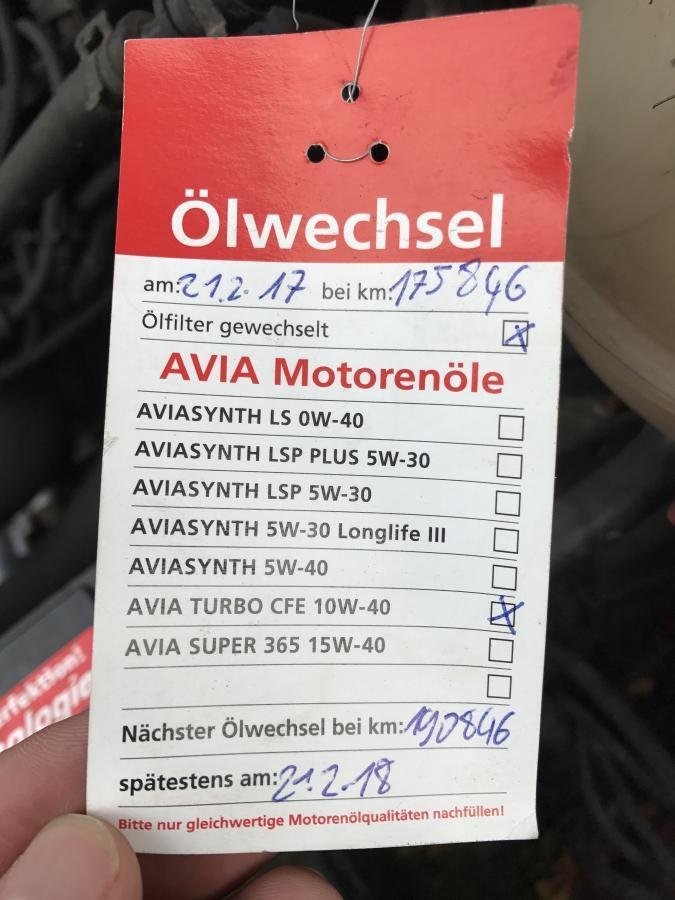 Ölwechsel
am: 21.2.17 bei km: 175846
Ölfilter gewechselt
AVIA Motorenöle
AVIASYNTH LS 0W-40
AVIASYNTH LSP PLUS 5W-30
AVIASYNTH LSP 5W-30
AVIASYNTH 5W-30 Longlife III
AVIASYNTH 5W-40
AVIA TURBO CFE 10W-40
AVIA SUPER 365 15W-40
Nächster Ölwechsel bei km: 190846
spätestens am: 21.2.18
Bitte nur gleichwertige Motorenölqualitäten nachfüllen!